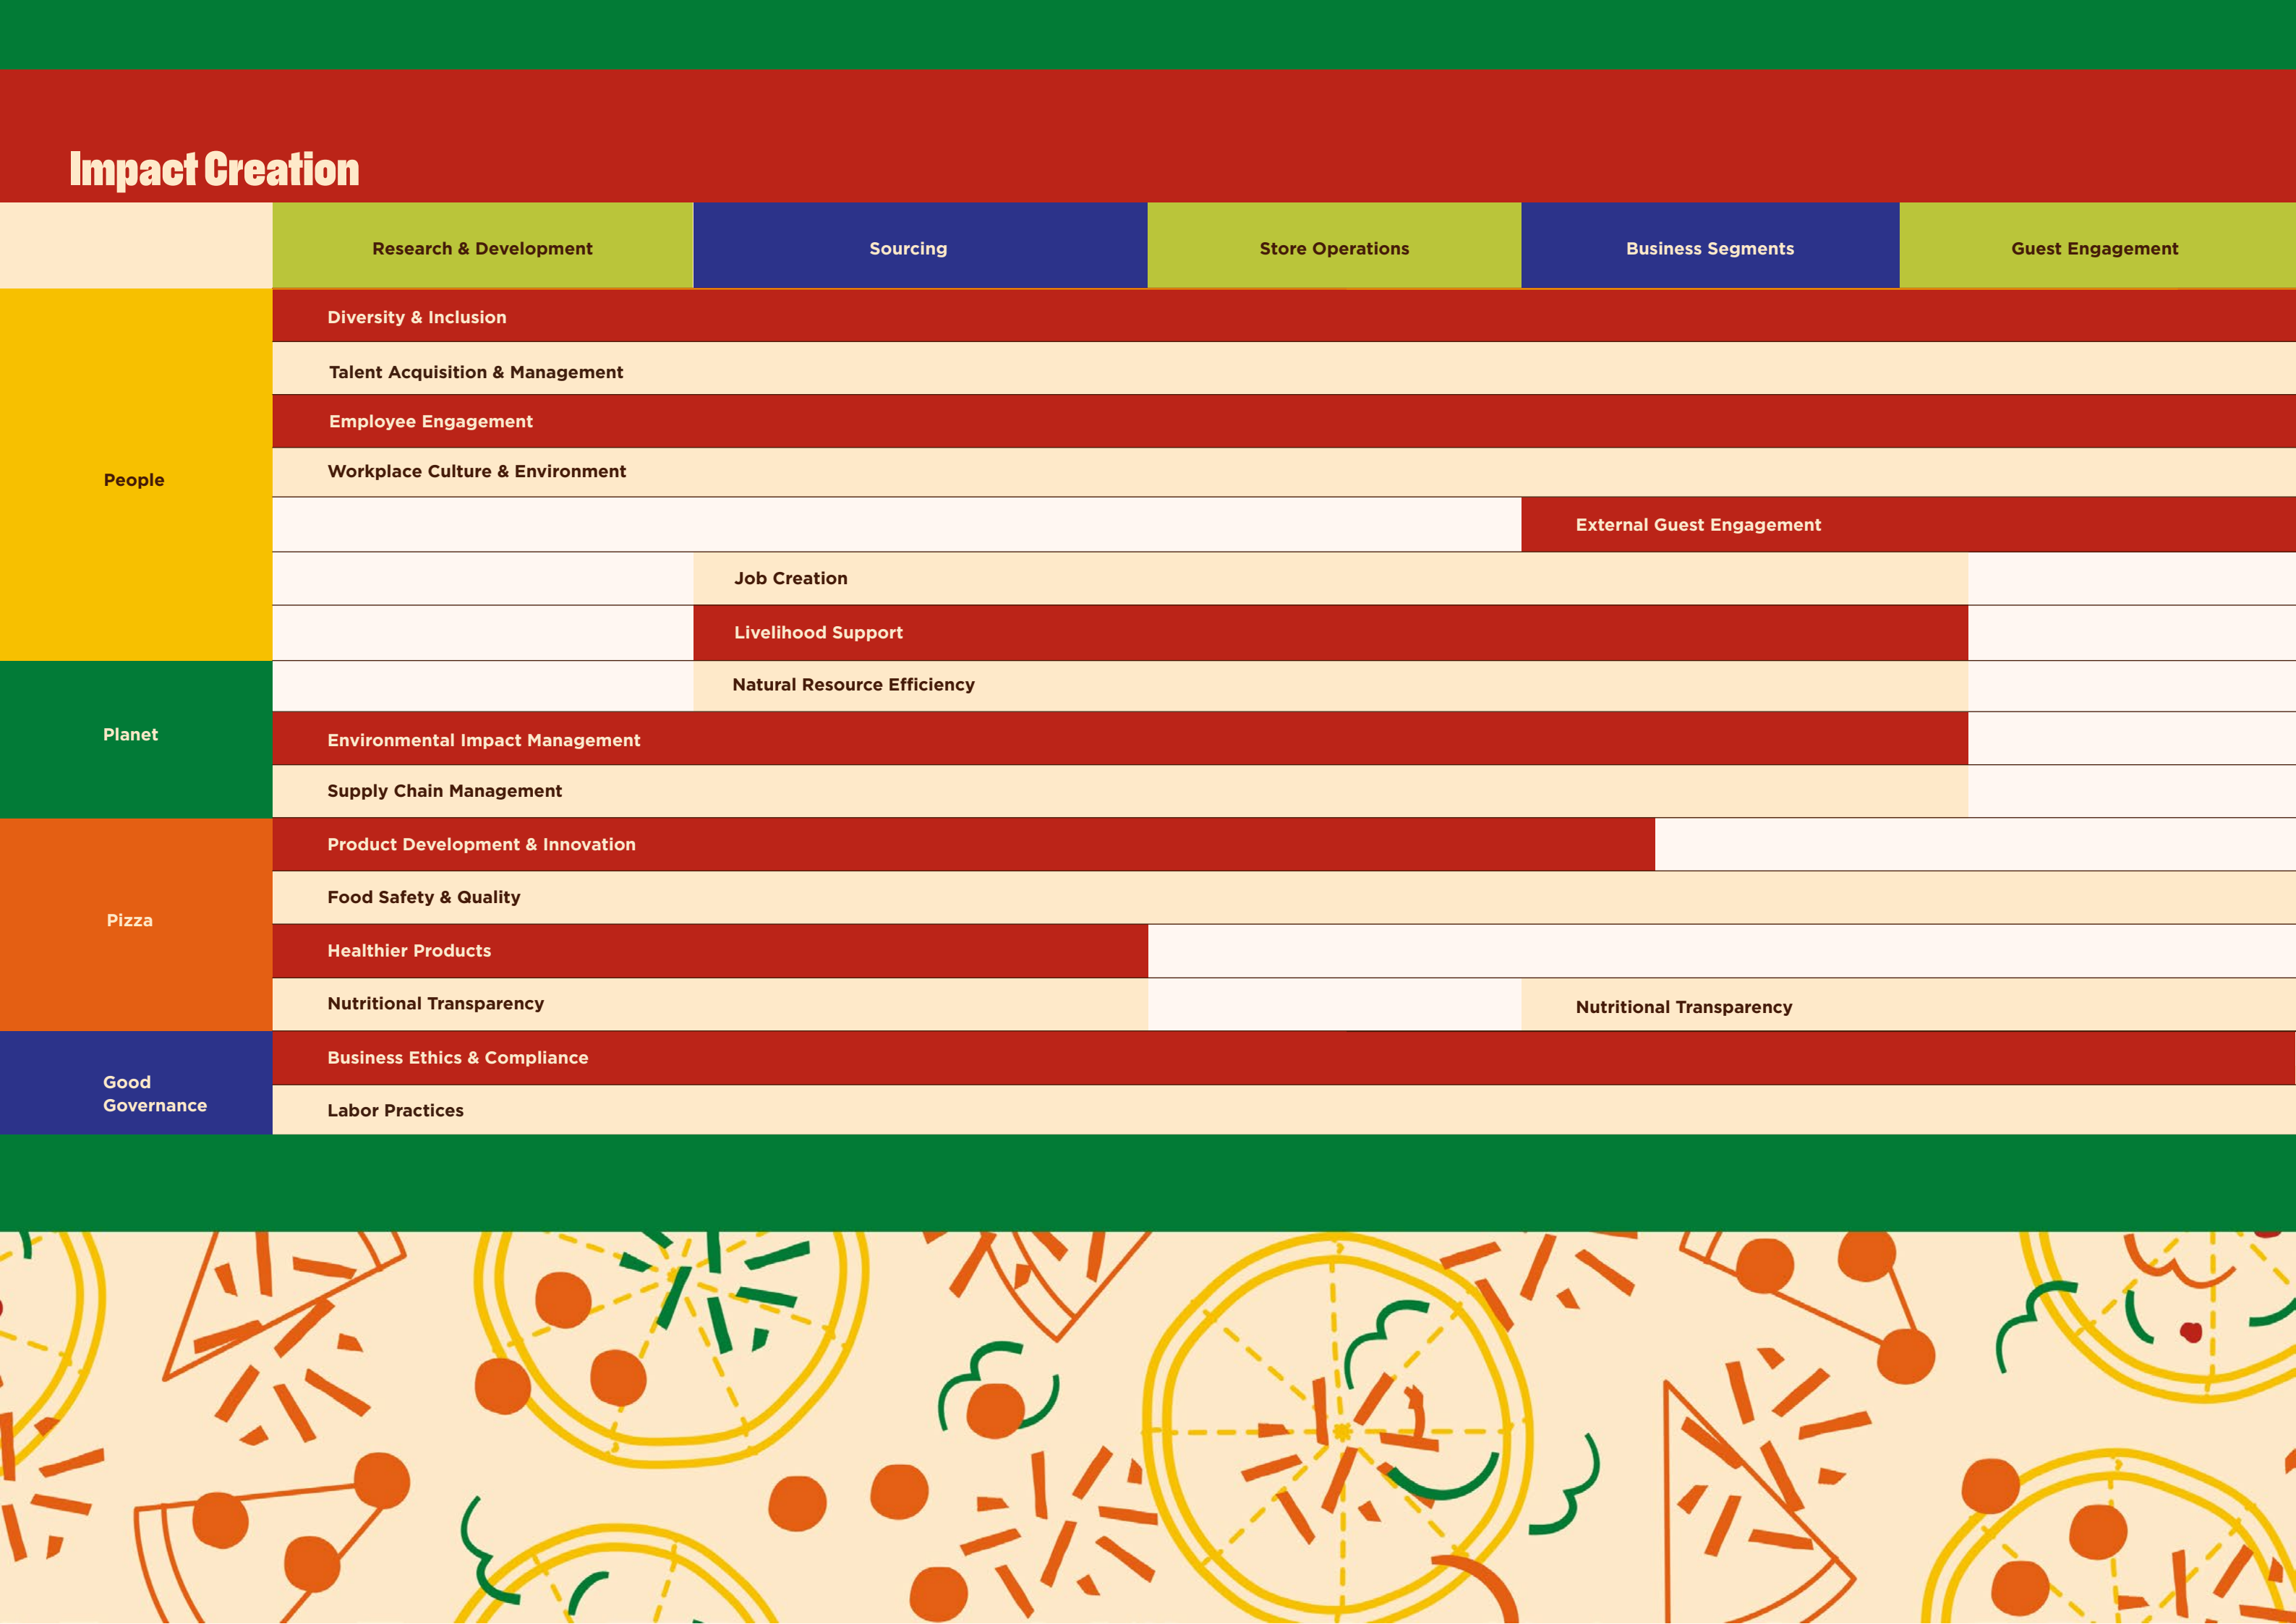 Impact Creation
Research & Development
Sourcing
Store Operations
Business Segments
Guest Engagement
People
Diversity & Inclusion
Talent Acquisition & Management
Employee Engagement
Workplace Culture & Environment
External Guest Engagement
Job Creation
Livelihood Support
Planet
Natural Resource Efficiency
Environmental Impact Management
Supply Chain Management
Pizza
Product Development & Innovation
Food Safety & Quality
Healthier Products
Nutritional Transparency
Nutritional Transparency
Good
Governance
Business Ethics & Compliance
Labor Practices